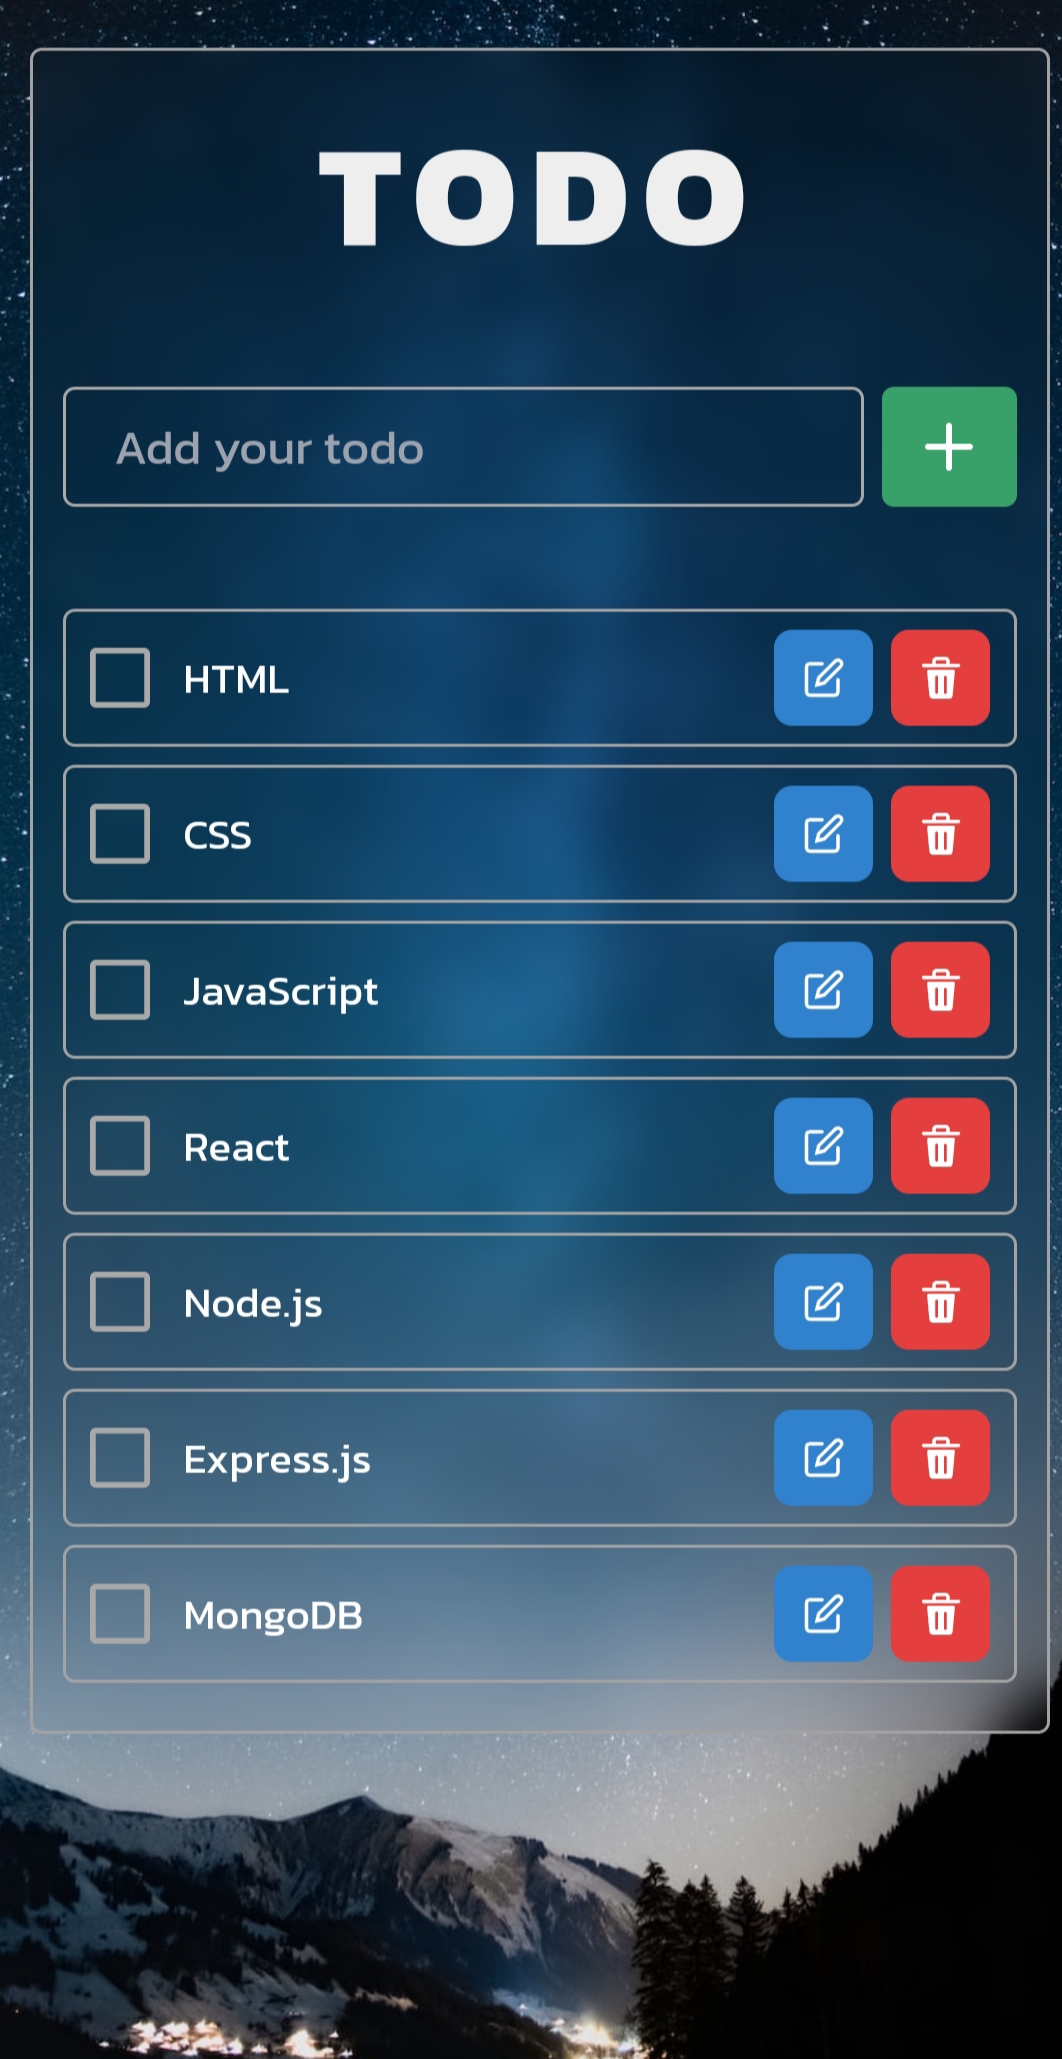 TODO
Add your todo
HTML
CSS
JavaScript
React
Node.js
Express.js
MongoDB